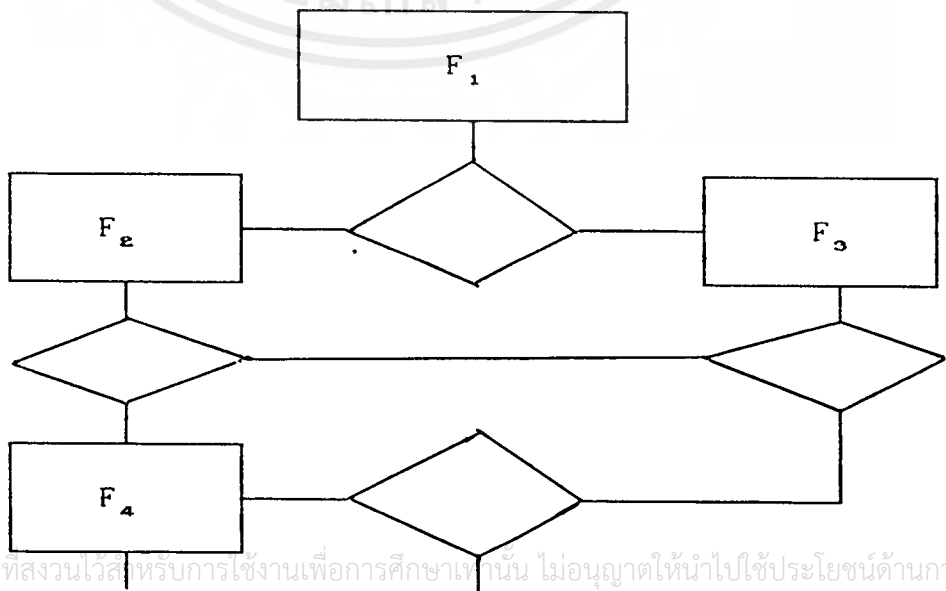 F₁
F₂
F₃
F₄
ที่สงวนไว้สำหรับการใช้งานเพื่อการศึกษาเท่านั้น ไม่อนุญาตให้นำไปใช้ประโยชน์ด้าน